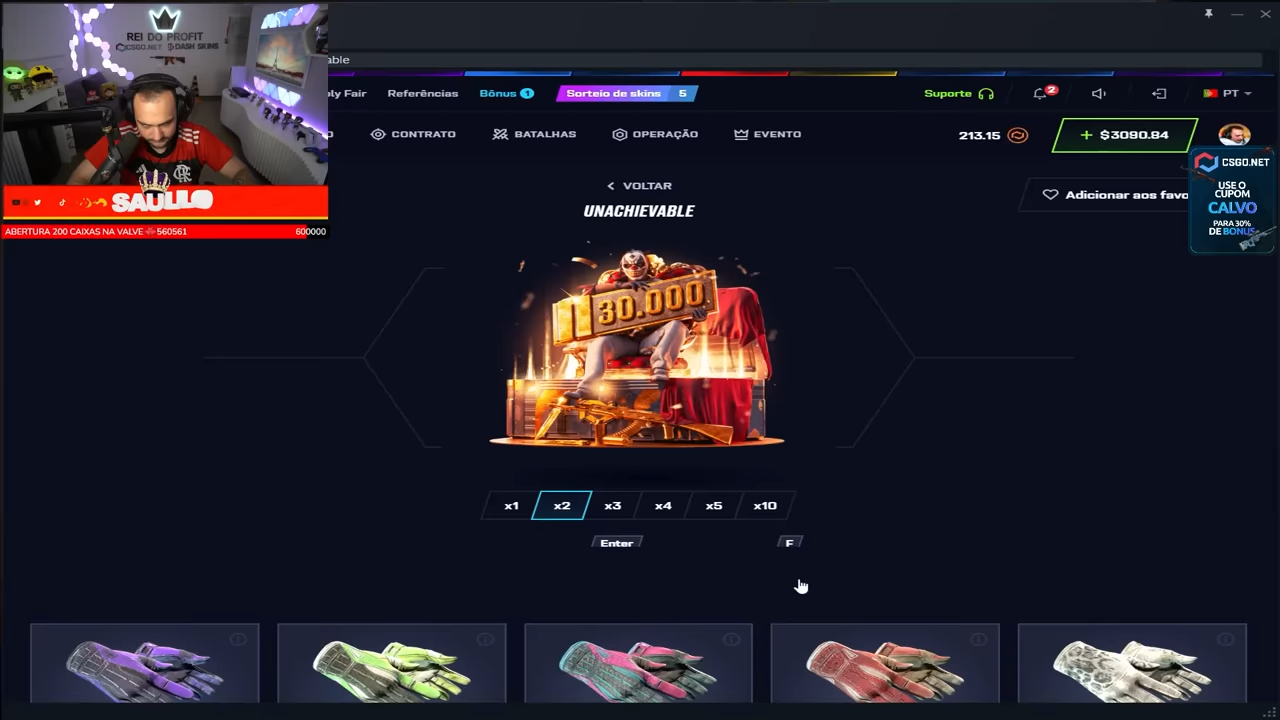 REI DO PROFIT
CSGO.NET DASH SKINS
SAULLO
ABERTURA 200 CAIXAS NA VALVE 560561
600000
able
ly Fair
Referências
Bônus 1
Sorteio de skins 5
Suporte
2
PT
O
CONTRATO
BATALHAS
OPERAÇÃO
EVENTO
213.15
+ $3090.84
CSGO.NET
USE O
CUPOM
CALVO
PARA 30%
DE BONUS
VOLTAR
Adicionar aos favo
UNACHIEVABLE
30.000
x1
x2
x3
x4
x5
x10
Enter
F